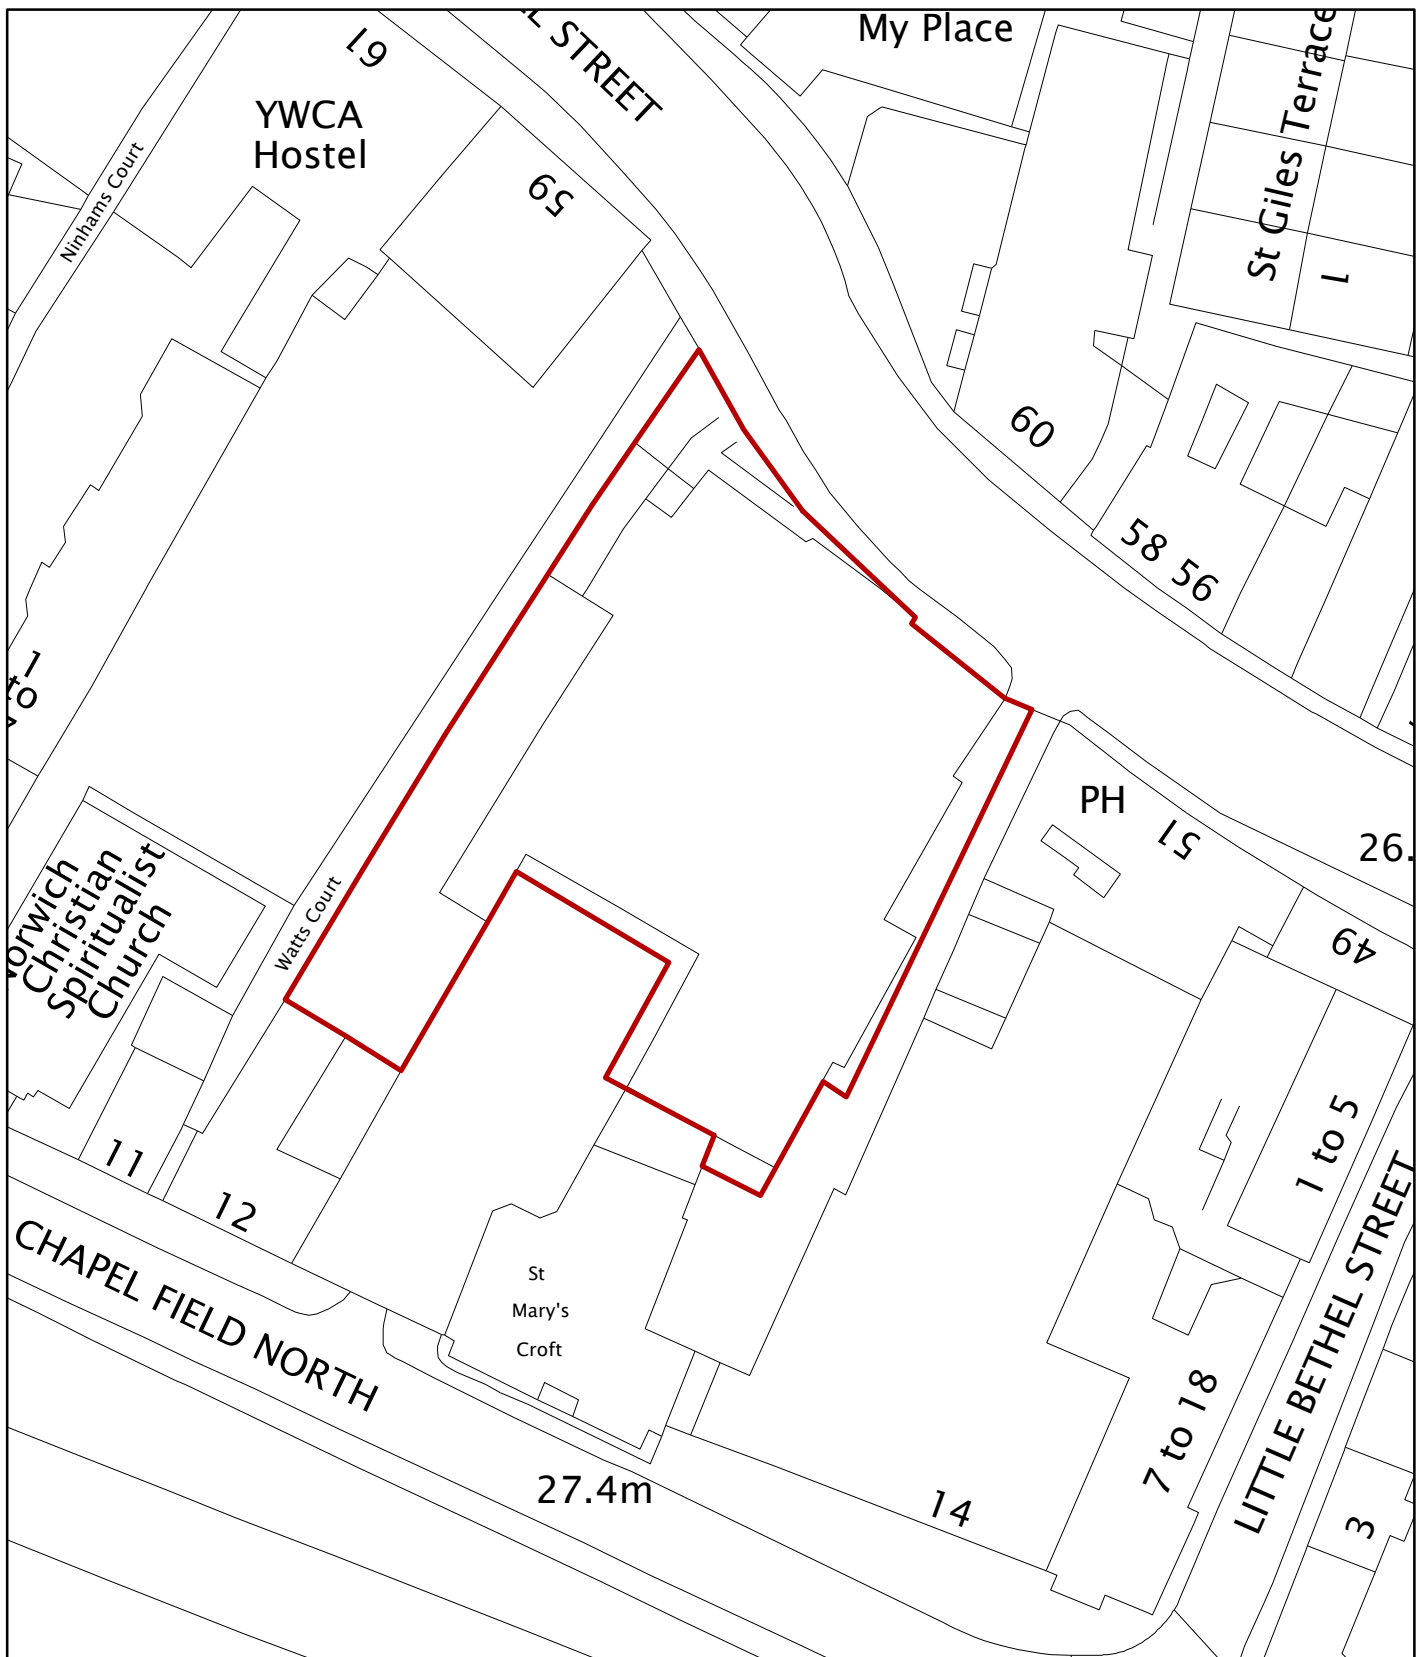 My Place
61
L STREET
YWCA
Hostel
59
Ninhams Court
St Giles Terrace
1
60
58 56
1
to
PH
51
26.
49
Norwich
Christian
Spiritualist
Church
Watts Court
11
12
1 to 5
St
Mary's
Croft
CHAPEL FIELD NORTH
LITTLE BETHEL STREET
7 to 18
27.4m
14
3